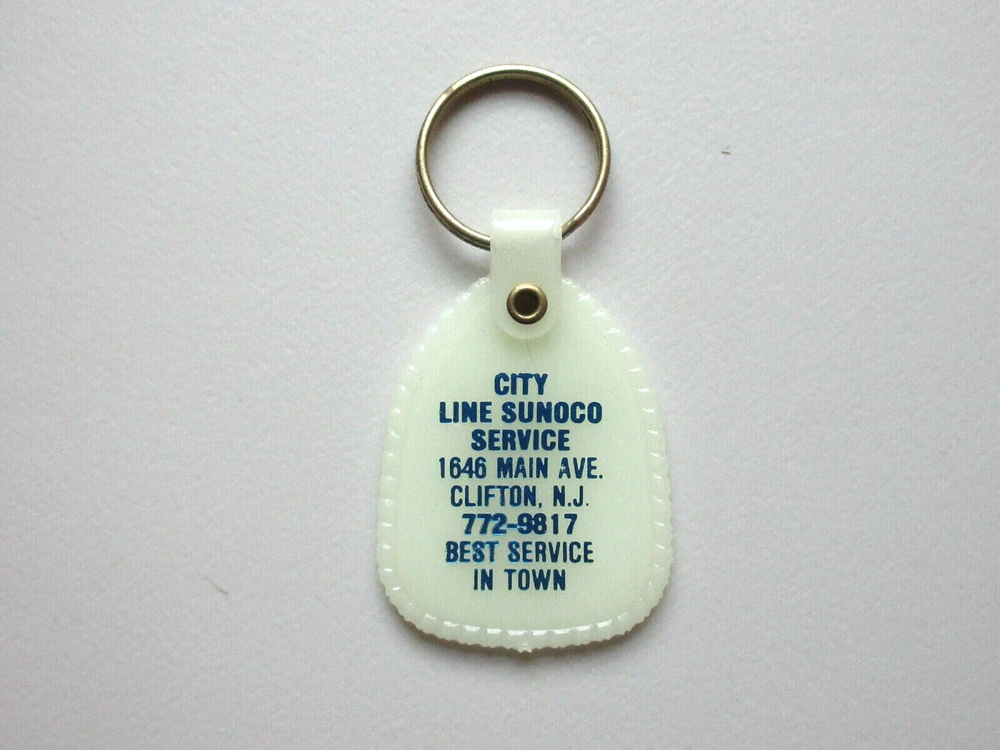 CITY
LINE SUNOCO
SERVICE
1646 MAIN AVE.
CLIFTON, N.J.
772-9817
BEST SERVICE
IN TOWN